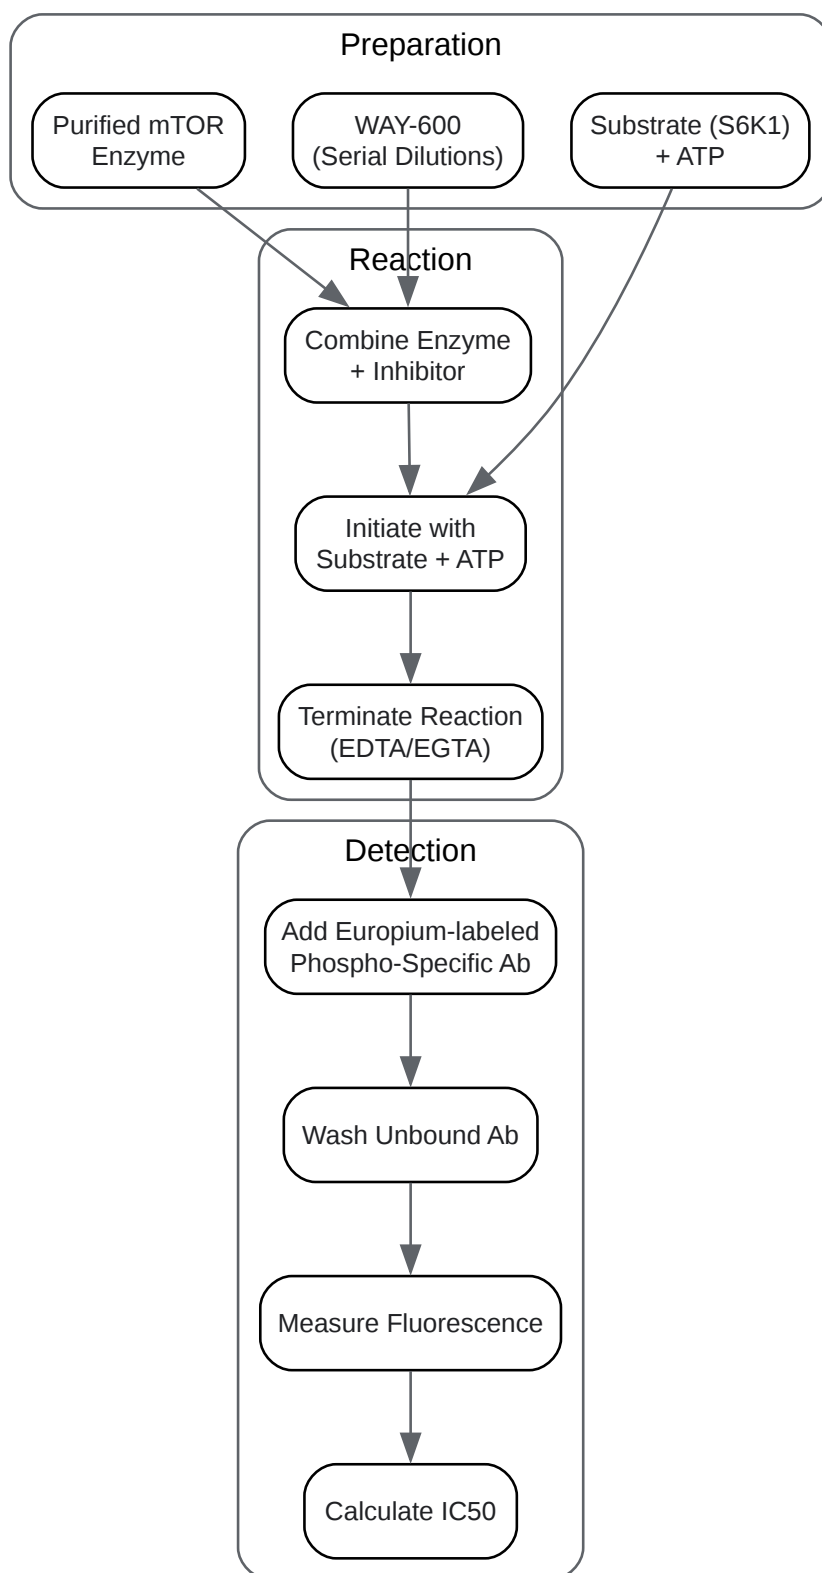 Preparation
Purified mTOR
Enzyme
WAY-600
(Serial Dilutions)
Substrate (S6K1)
+ ATP
Reaction
Combine Enzyme
+ Inhibitor
Initiate with
Substrate + ATP
Terminate Reaction
(EDTA/EGTA)
Detection
Add Europium-labeled
Phospho-Specific Ab
Wash Unbound Ab
Measure Fluorescence
Calculate IC50